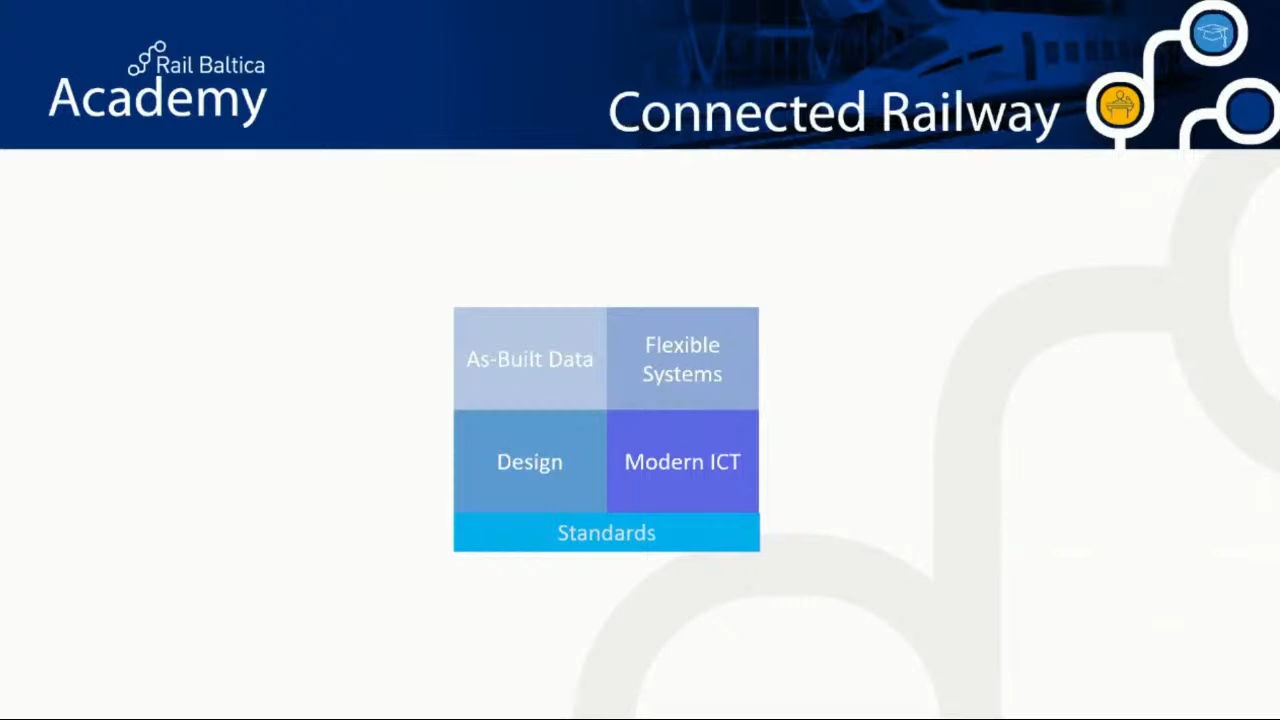 Rail Baltica
Academy
Connected Railway
As-Built Data
Flexible
Systems
Design
Modern ICT
Standards